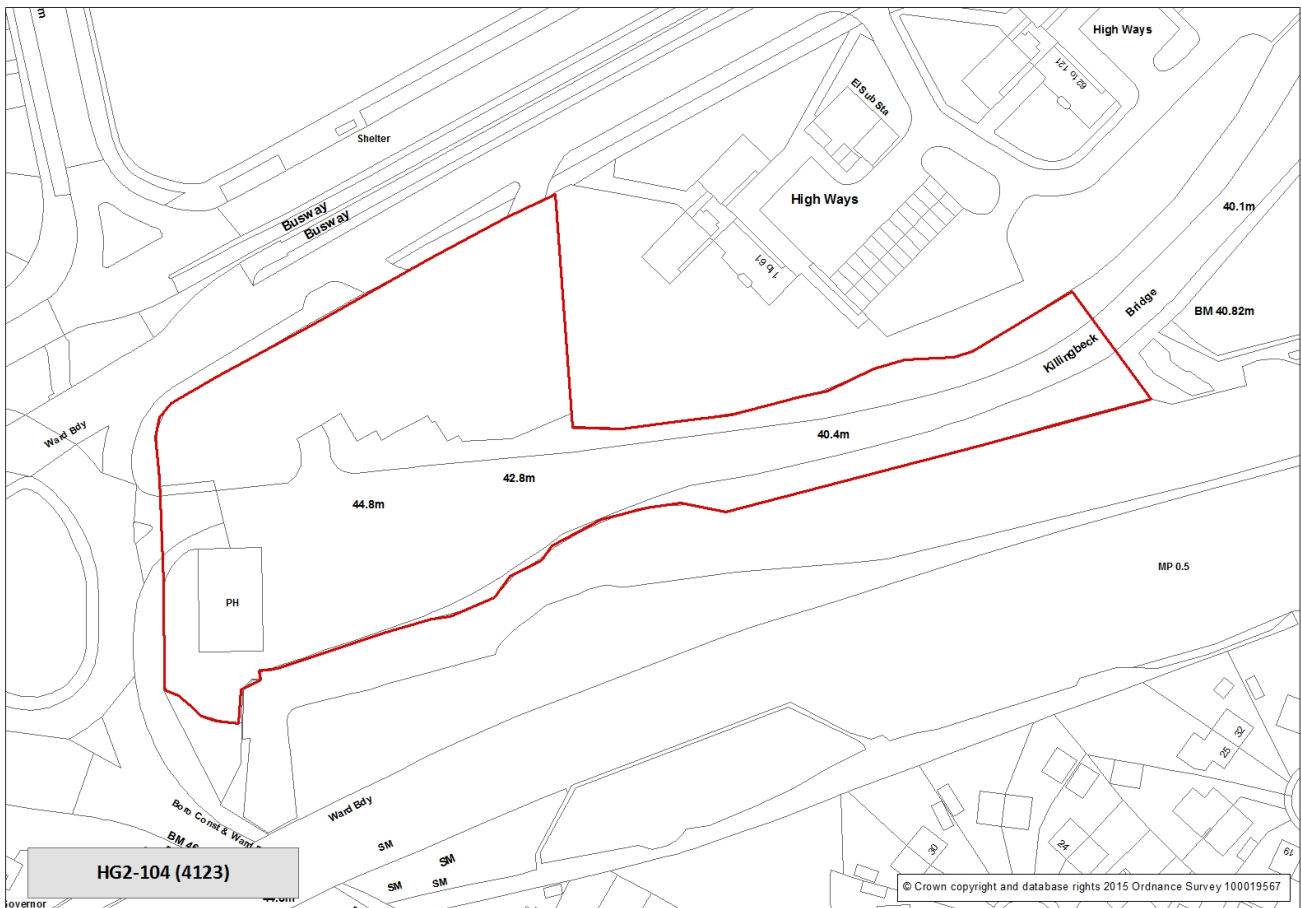 High Ways
62 to 121
El Sub Sta
Shelter
Busway
Busway
High Ways
40.1m
1 to 61
Bridge
BM 40.82m
Killingbeck
Ward Bdy
40.4m
42.8m
44.8m
MP 0.5
PH
32
25
Ward Bdy
Boro Const & Ward
BM
SM
SM
SM
SM
30
24
19
HG2-104 (4123)
© Crown copyright and database rights 2015 Ordnance Survey 100019567